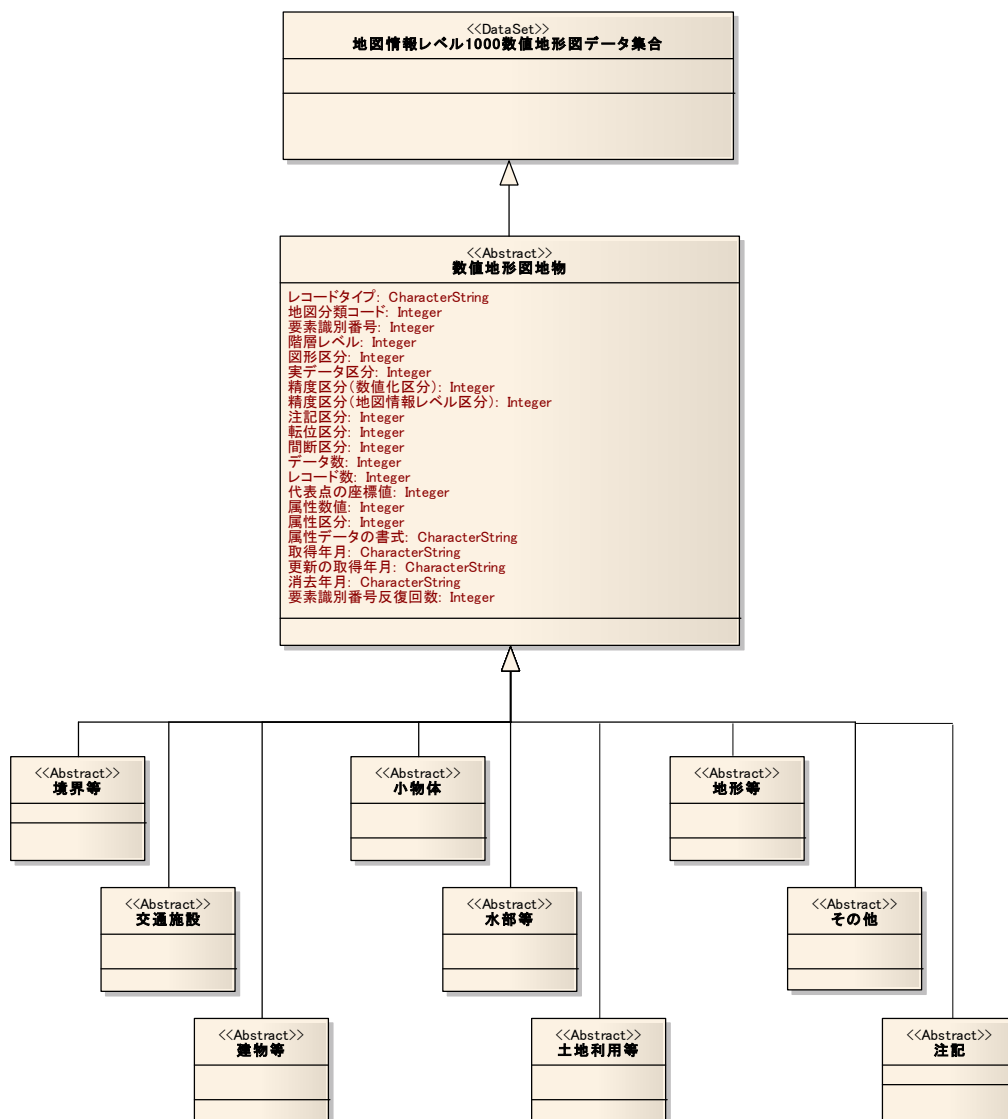 <<DataSet>>
地図情報レベル1000数値地形図データ集合
<<Abstract>>
数値地形図地物
レコードタイプ: CharacterString
地図分類コード: Integer
要素識別番号: Integer
階層レベル: Integer
図形区分: Integer
実データ区分: Integer
精度区分(数値化区分): Integer
精度区分(地図情報レベル区分): Integer
注記区分: Integer
転位区分: Integer
間断区分: Integer
データ数: Integer
レコード数: Integer
代表点の座標値: Integer
属性数値: Integer
属性区分: Integer
属性データの書式: CharacterString
取得年月: CharacterString
更新の取得年月: CharacterString
消去年月: CharacterString
要素識別番号反復回数: Integer
<<Abstract>>
境界等
<<Abstract>>
小物体
<<Abstract>>
地形等
<<Abstract>>
交通施設
<<Abstract>>
水部等
<<Abstract>>
その他
<<Abstract>>
建物等
<<Abstract>>
土地利用等
<<Abstract>>
注記